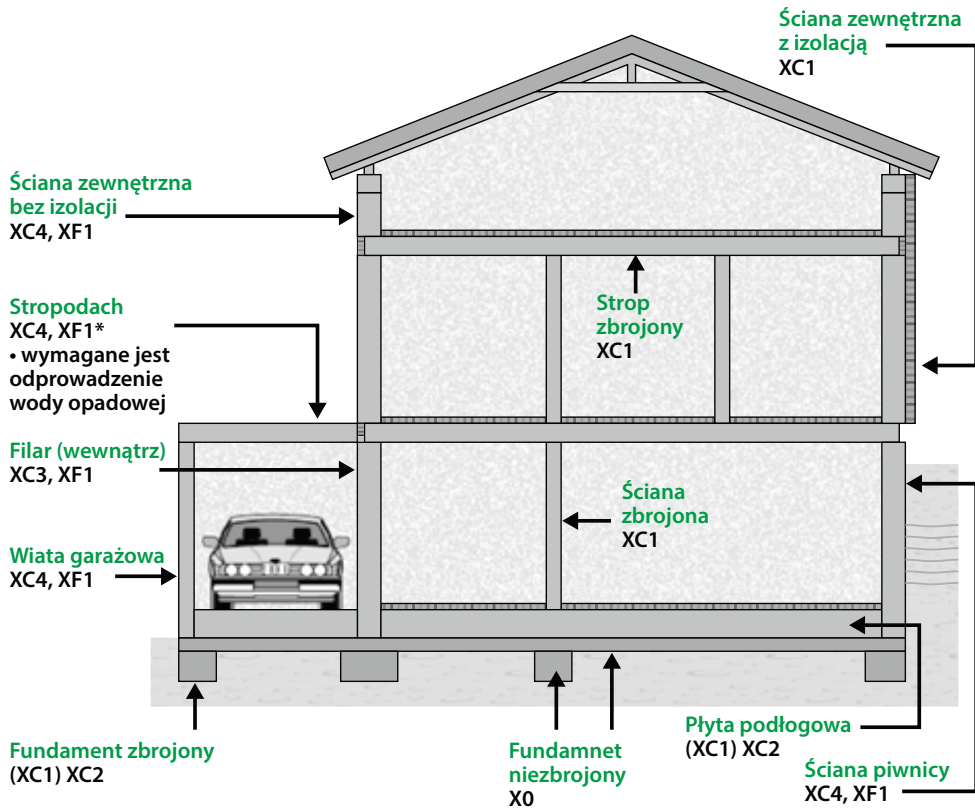 Ściana zewnętrzna
z izolacją
XC1
Ściana zewnętrzna
bez izolacji
XC4, XF1
Stropodach
XC4, XF1*
• wymagane jest
odprowadzenie
wody opadowej
Strop
zbrojony
XC1
Filar (wewnątrz)
XC3, XF1
Ściana
zbrojona
XC1
Wiata garażowa
XC4, XF1
Fundament zbrojony
(XC1) XC2
Fundamnet
niezbrojony
X0
Płyta podłogowa
(XC1) XC2
Ściana piwnicy
XC4, XF1